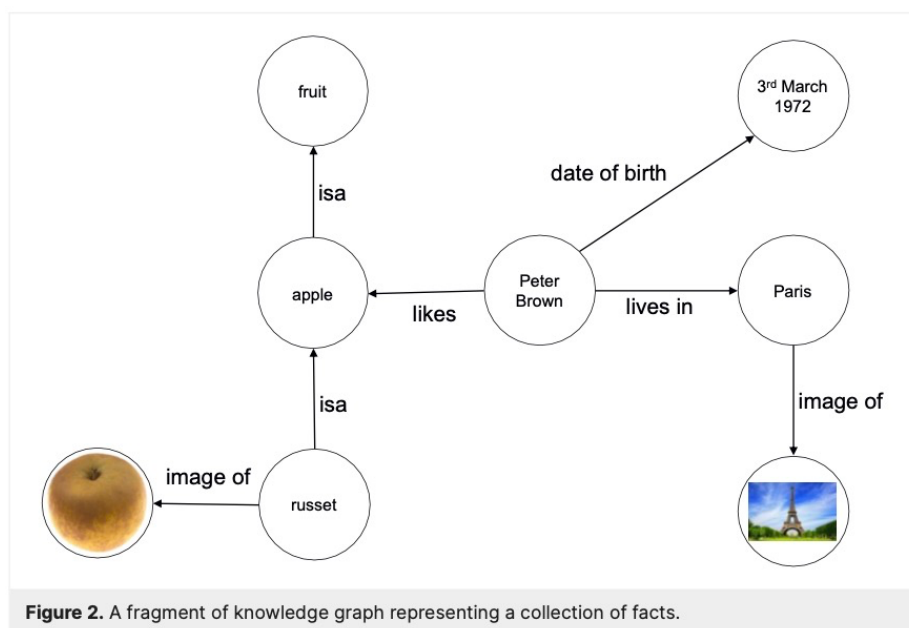 fruit
3rd March
1972
isa
date of birth
apple
likes
Peter
Brown
lives in
Paris
isa
image of
image of
russet
Figure 2. A fragment of knowledge graph representing a collection of facts.